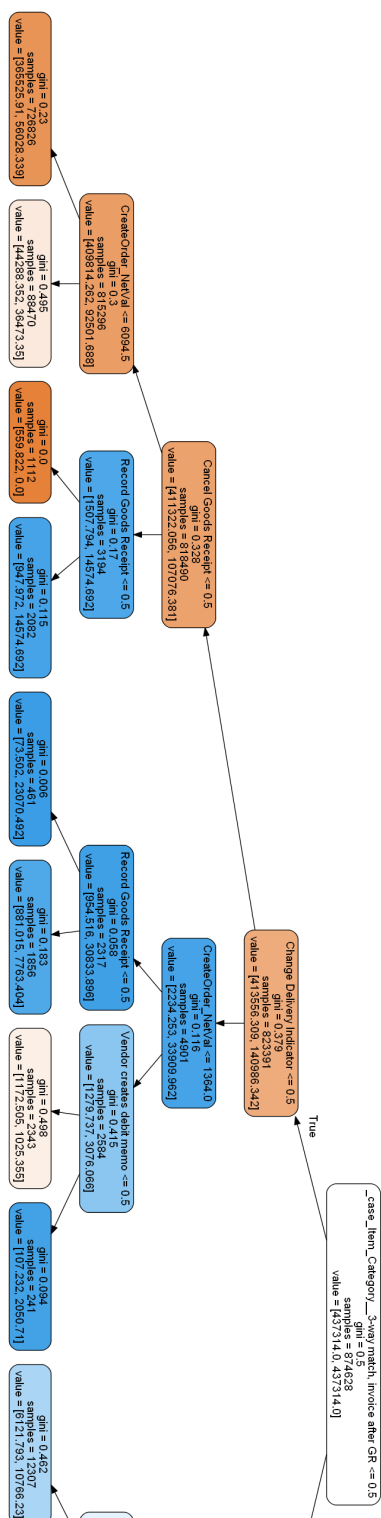 _case_Item_Category__3-way match, invoice after GR <= 0.5
gini = 0.5
samples = 874628
value = [437314.0, 437314.0]
True
Change Delivery Indicator <= 0.5
gini = 0.379
samples = 823391
value = [413556.309, 140986.342]
Cancel Goods Receipt <= 0.5
gini = 0.328
samples = 818490
value = [411322.056, 107076.381]
CreateOrder_NetVal <= 1364.0
gini = 0.116
samples = 4901
value = [2234.253, 33909.962]
CreateOrder_NetVal <= 6094.5
gini = 0.3
samples = 815296
value = [409814.262, 92501.688]
Record Goods Receipt <= 0.5
gini = 0.17
samples = 3194
value = [1507.794, 14574.692]
Record Goods Receipt <= 0.5
gini = 0.058
samples = 2317
value = [954.516, 30833.896]
Vendor creates debit memo <= 0.5
gini = 0.415
samples = 2584
value = [1279.737, 3076.066]
gini = 0.23
samples = 726826
value = [365525.91, 56028.339]
gini = 0.495
samples = 88470
value = [44288.352, 36473.35]
gini = 0.0
samples = 1112
value = [559.822, 0.0]
gini = 0.115
samples = 2082
value = [947.972, 14574.692]
gini = 0.006
samples = 461
value = [73.502, 23070.492]
gini = 0.183
samples = 1856
value = [881.015, 7763.404]
gini = 0.498
samples = 2343
value = [1172.505, 1025.355]
gini = 0.094
samples = 241
value = [107.232, 2050.71]
gini = 0.462
samples = 12307
value = [6121.793, 10766.23]